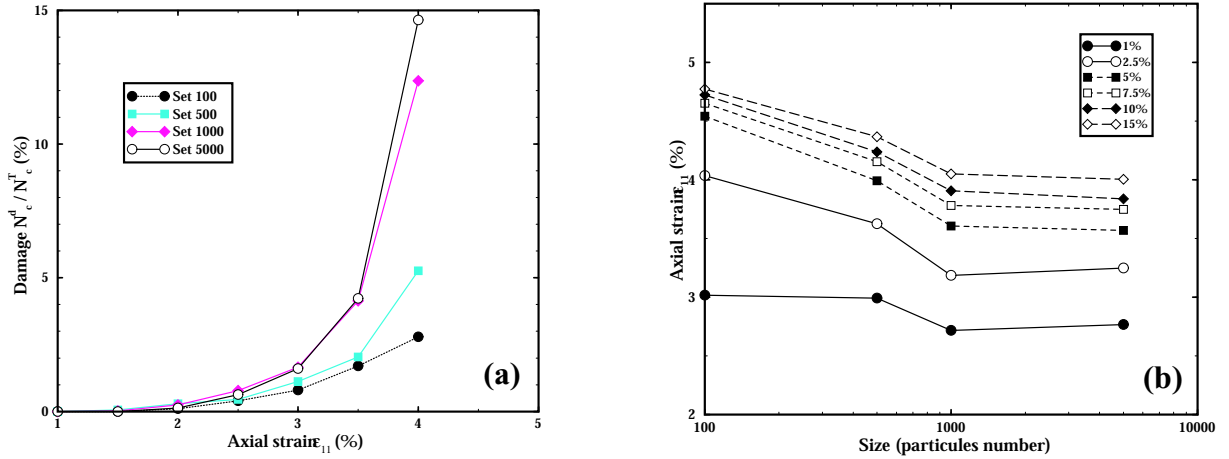 15
10
5
0
Damage N_c^d / N_c^T (%)
Set 100
Set 500
Set 1000
Set 5000
(a)
1 2 3 4 5
Axial strain ε11 (%)
5
4
3
2
Axial strain ε11 (%)
1%
2.5%
5%
7.5%
10%
15%
(b)
100 1000 10000
Size (particules number)